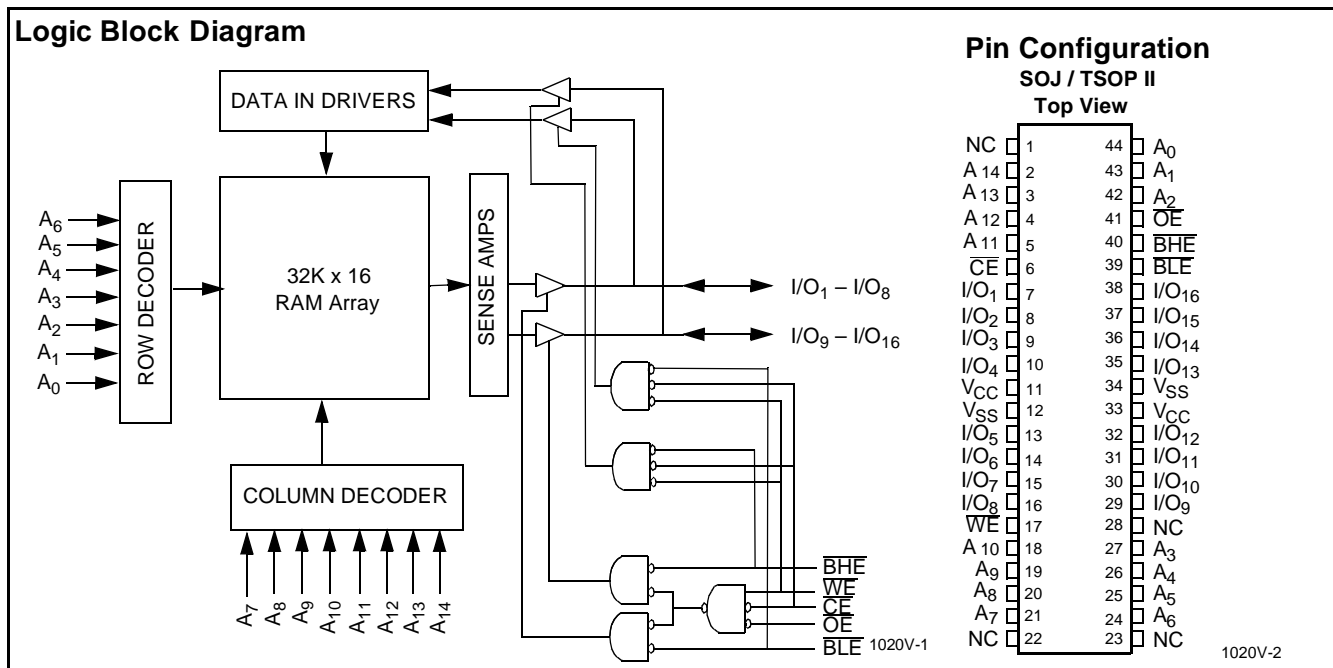 Logic Block Diagram
DATA IN DRIVERS
A6
A5
A4
A3
A2
A1
A0
ROW DECODER
32K x 16
RAM Array
SENSE AMPS
I/O1 – I/O8
I/O9 – I/O16
COLUMN DECODER
A7
A8
A9
A10
A11
A12
A13
A14
BHE
WE
CE
OE
BLE
1020V-1
Pin Configuration
SOJ / TSOP II
Top View
NC 1 44 A0
A14 2 43 A1
A13 3 42 A2
A12 4 41 OE
A11 5 40 BHE
CE 6 39 BLE
I/O1 7 38 I/O16
I/O2 8 37 I/O15
I/O3 9 36 I/O14
I/O4 10 35 I/O13
VCC 11 34 VSS
VSS 12 33 VCC
I/O5 13 32 I/O12
I/O6 14 31 I/O11
I/O7 15 30 I/O10
I/O8 16 29 I/O9
WE 17 28 NC
A10 18 27 A3
A9 19 26 A4
A8 20 25 A5
A7 21 24 A6
NC 22 23 NC
1020V-2